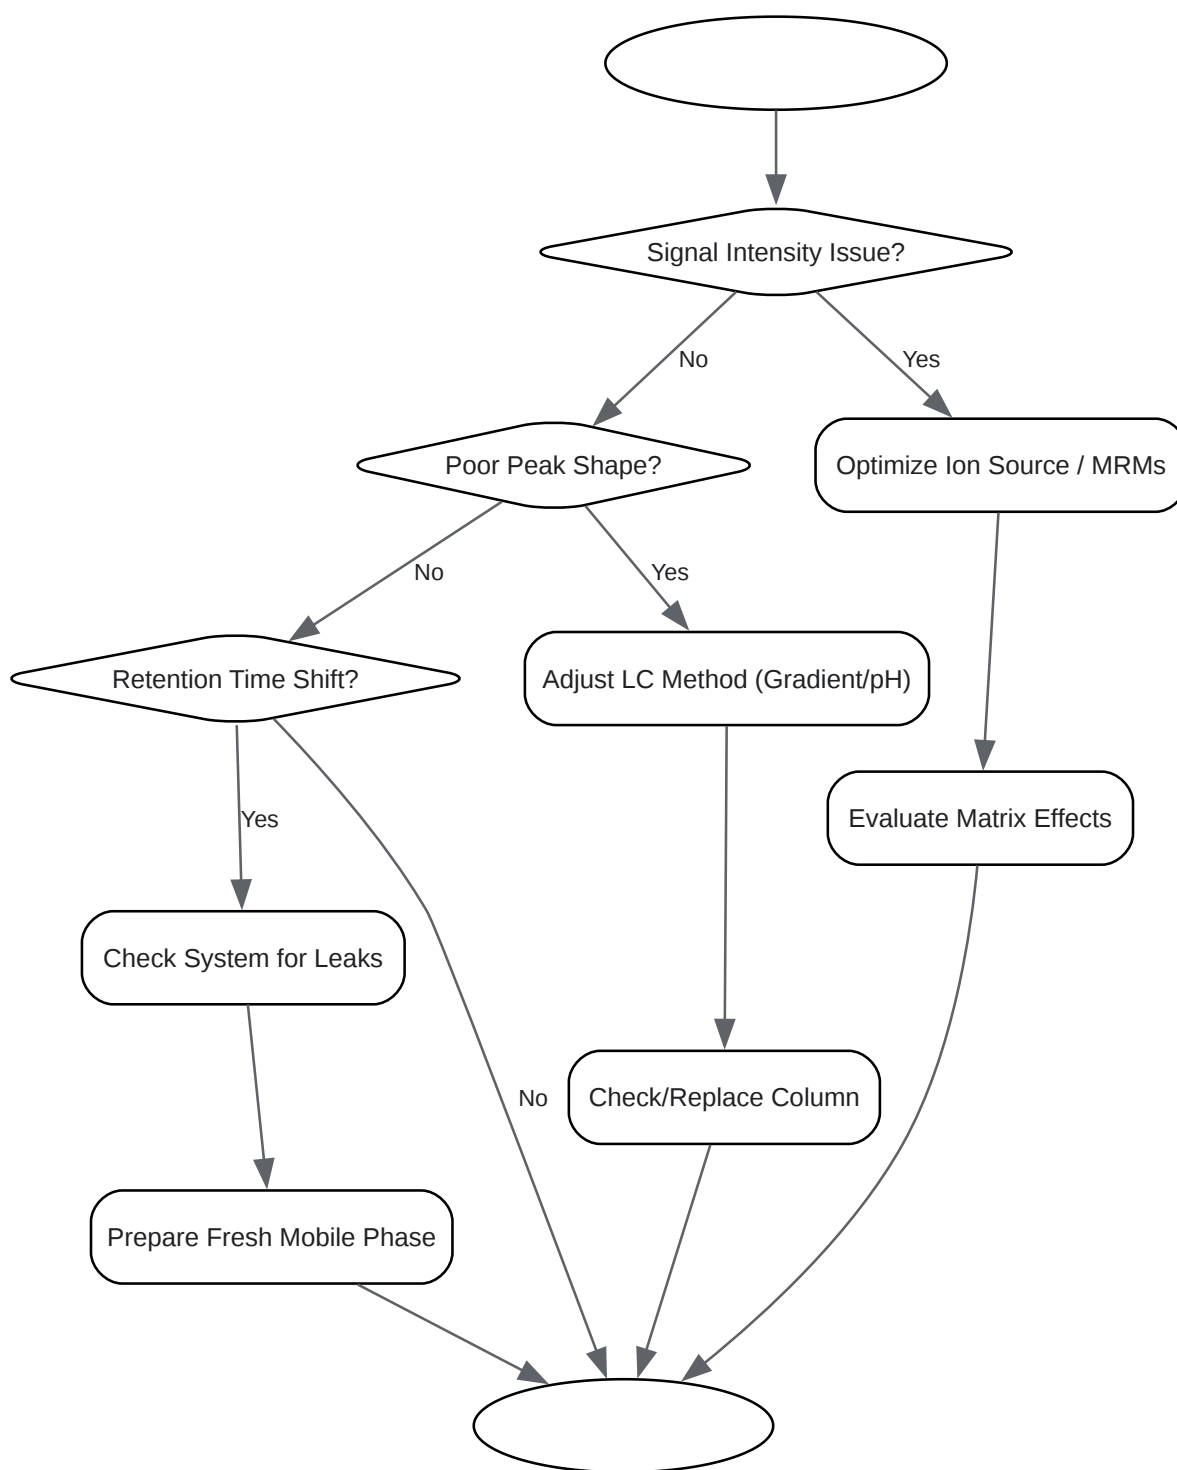 Signal Intensity Issue?
No
Yes
Poor Peak Shape?
Optimize Ion Source / MRMs
No
Yes
Retention Time Shift?
Adjust LC Method (Gradient/pH)
Yes
Evaluate Matrix Effects
Check System for Leaks
No
Check/Replace Column
Prepare Fresh Mobile Phase